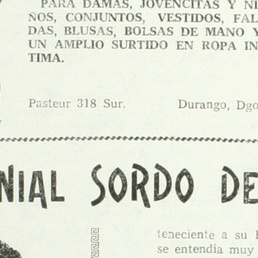 PARA DAMAS, JOVENCITAS Y NI
ÑOS, CONJUNTOS, VESTIDOS, FAL
DAS, BLUSAS, BOLSAS DE MANO Y
UN AMPLIO SURTIDO EN ROPA IN
TIMA.
Pasteur 318 Sur. Durango, Dgo
NIAL SORDO DE
teneciente a su
se entendia muy